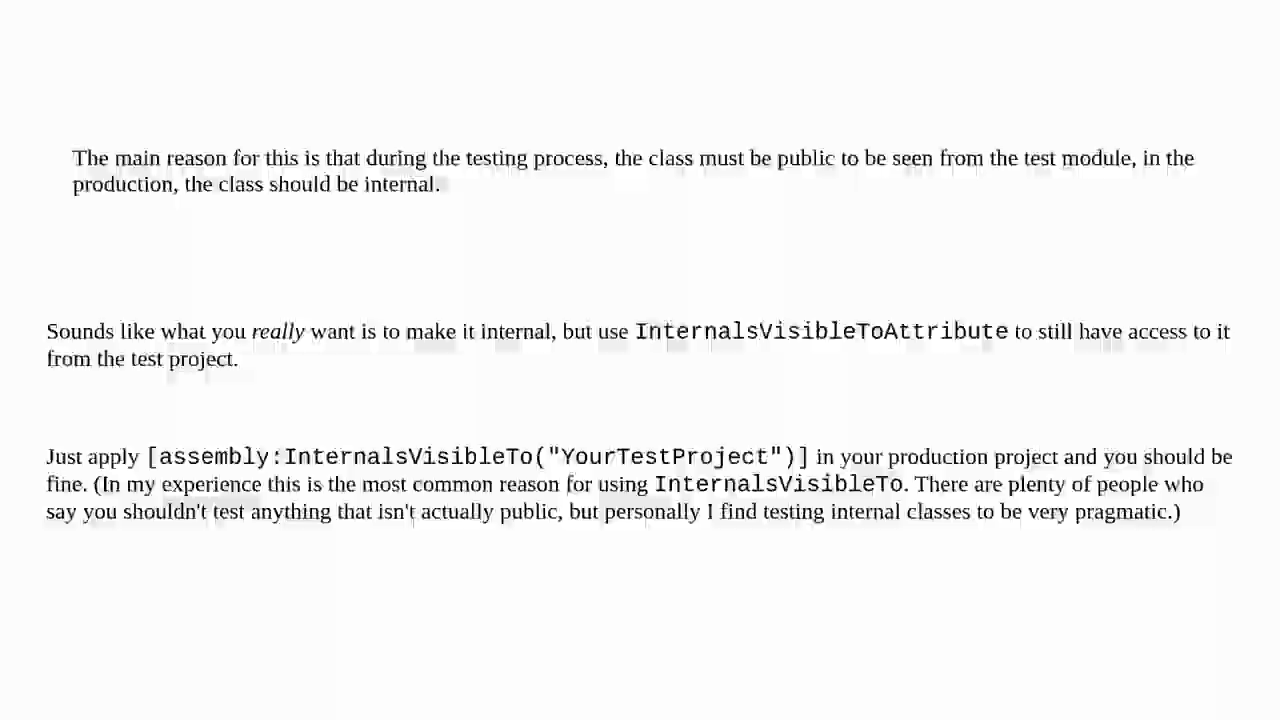 The main reason for this is that during the testing process, the class must be public to be seen from the test module, in the
production, the class should be internal.
Sounds like what you really want is to make it internal, but use InternalsVisibleToAttribute to still have access to it
from the test project.
Just apply [assembly:InternalsVisibleTo("YourTestProject")] in your production project and you should be
fine. (In my experience this is the most common reason for using InternalsVisibleTo. There are plenty of people who
say you shouldn't test anything that isn't actually public, but personally I find testing internal classes to be very pragmatic.)